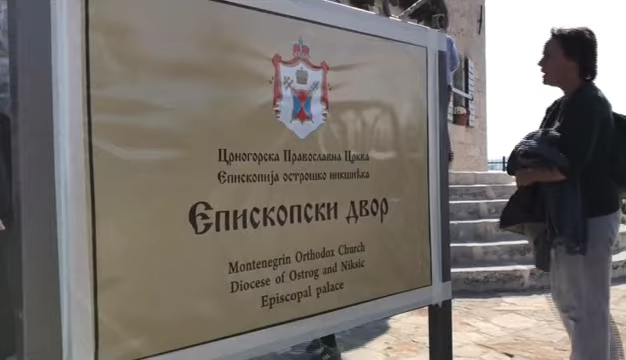 Црногорска Православна Црква
Епископија острошко никшићка
Епископски двор
Montenegrin Orthodox Church
Diocese of Ostrog and Niksic
Episcopal palace